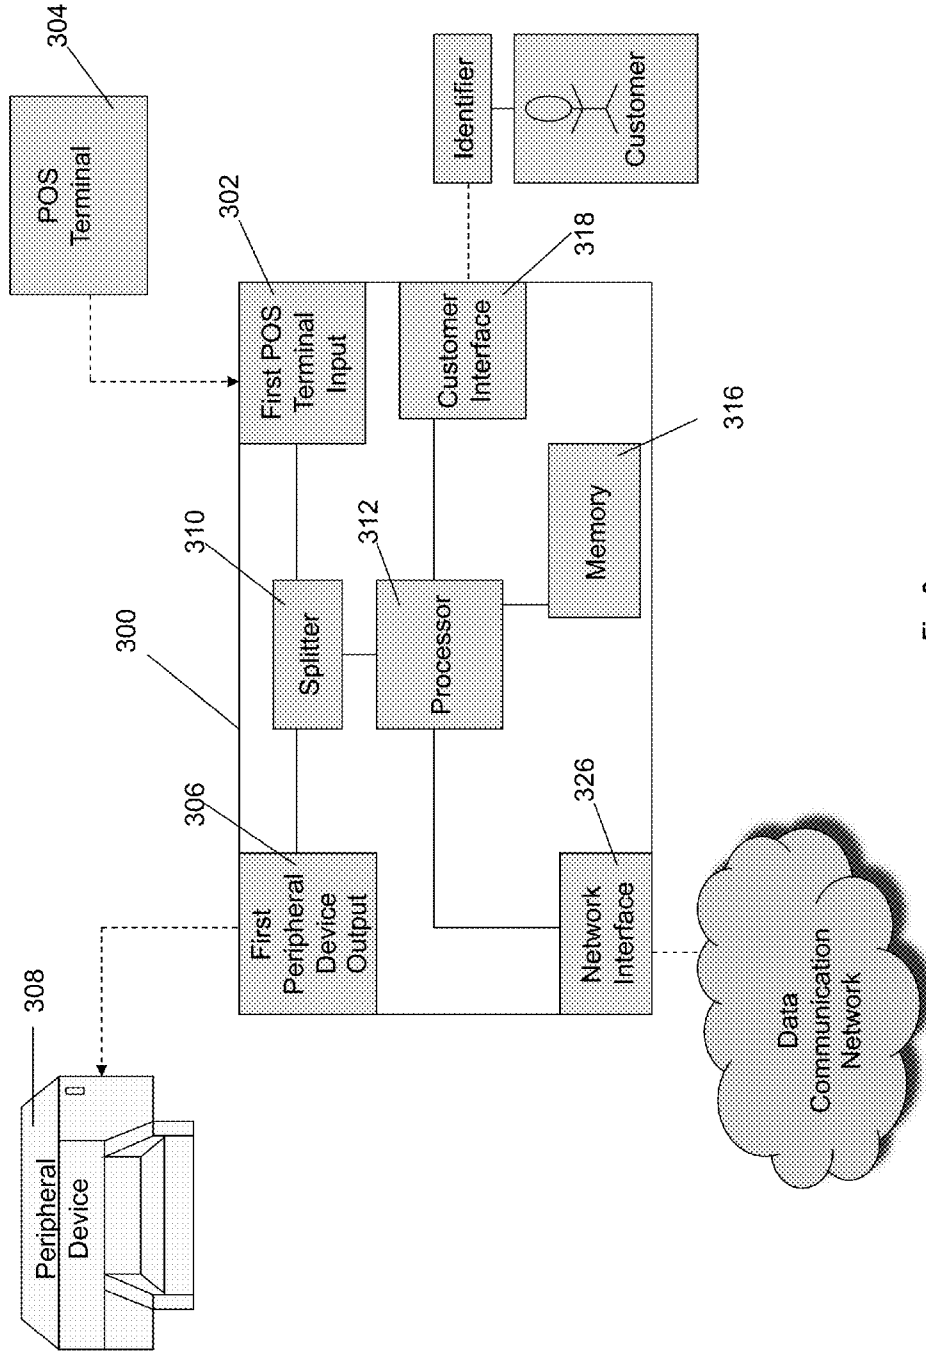 Peripheral
Device
308
POS
Terminal
304
300
306
310
302
First
Peripheral
Device
Output
Splitter
First POS
Terminal
Input
312
Processor
Customer
Interface
318
Identifier
Customer
326
Network
Interface
Memory
316
Data
Communication
Network